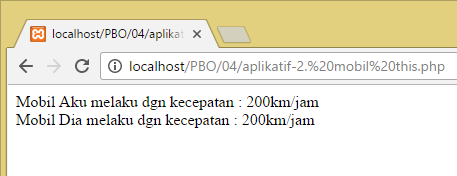 localhost/PBO/04/aplikat
localhost/PBO/04/aplikatif-2.%20mobil%20this.php
Mobil Aku melaku dgn kecepatan : 200km/jam
Mobil Dia melaku dgn kecepatan : 200km/jam